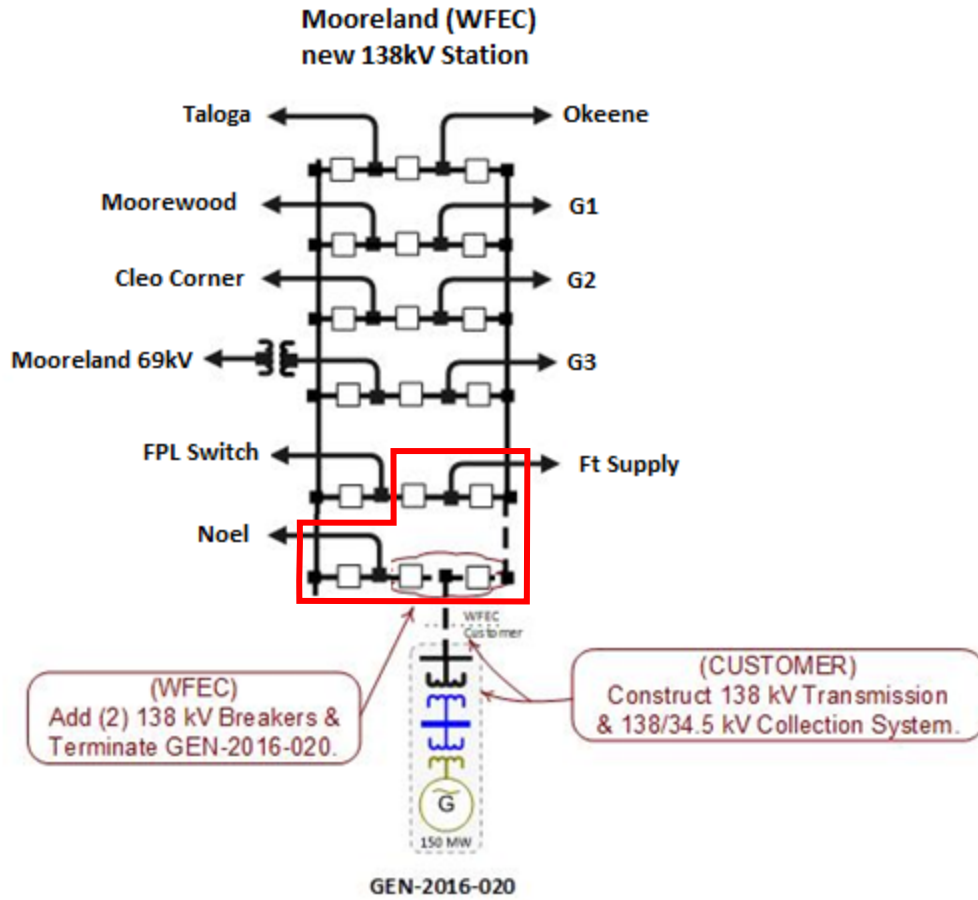 Mooreland (WFEC)
new 138kV Station
Taloga
Okeene
Moorewood
G1
Cleo Corner
G2
Mooreland 69kV
G3
FPL Switch
Ft Supply
Noel
WFEC
Customer
(WFEC)
Add (2) 138 kV Breakers &
Terminate GEN-2016-020.
(CUSTOMER)
Construct 138 kV Transmission
& 138/34.5 kV Collection System.
G
150 MW
GEN-2016-020